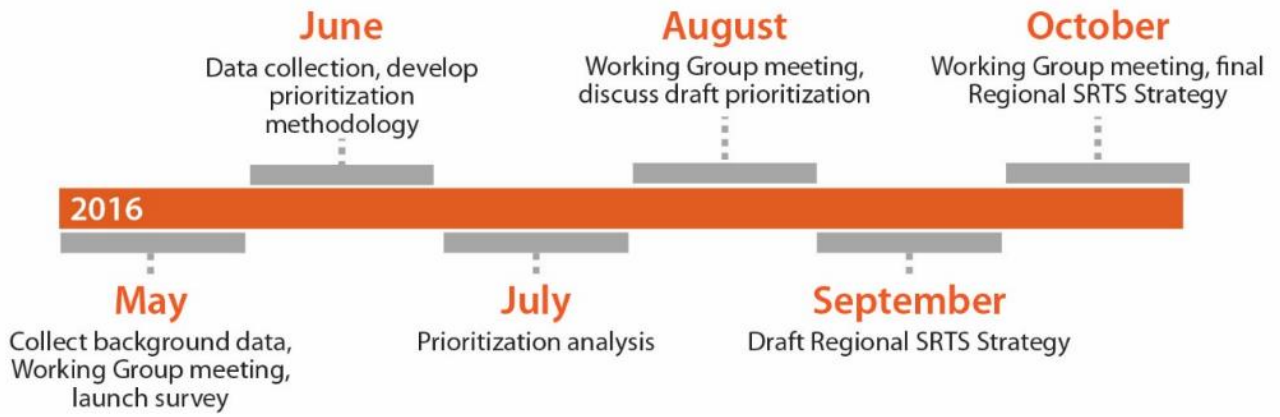 June
Data collection, develop
prioritization
methodology
August
Working Group meeting,
discuss draft prioritization
October
Working Group meeting, final
Regional SRTS Strategy
2016
May
Collect background data,
Working Group meeting,
launch survey
July
Prioritization analysis
September
Draft Regional SRTS Strategy